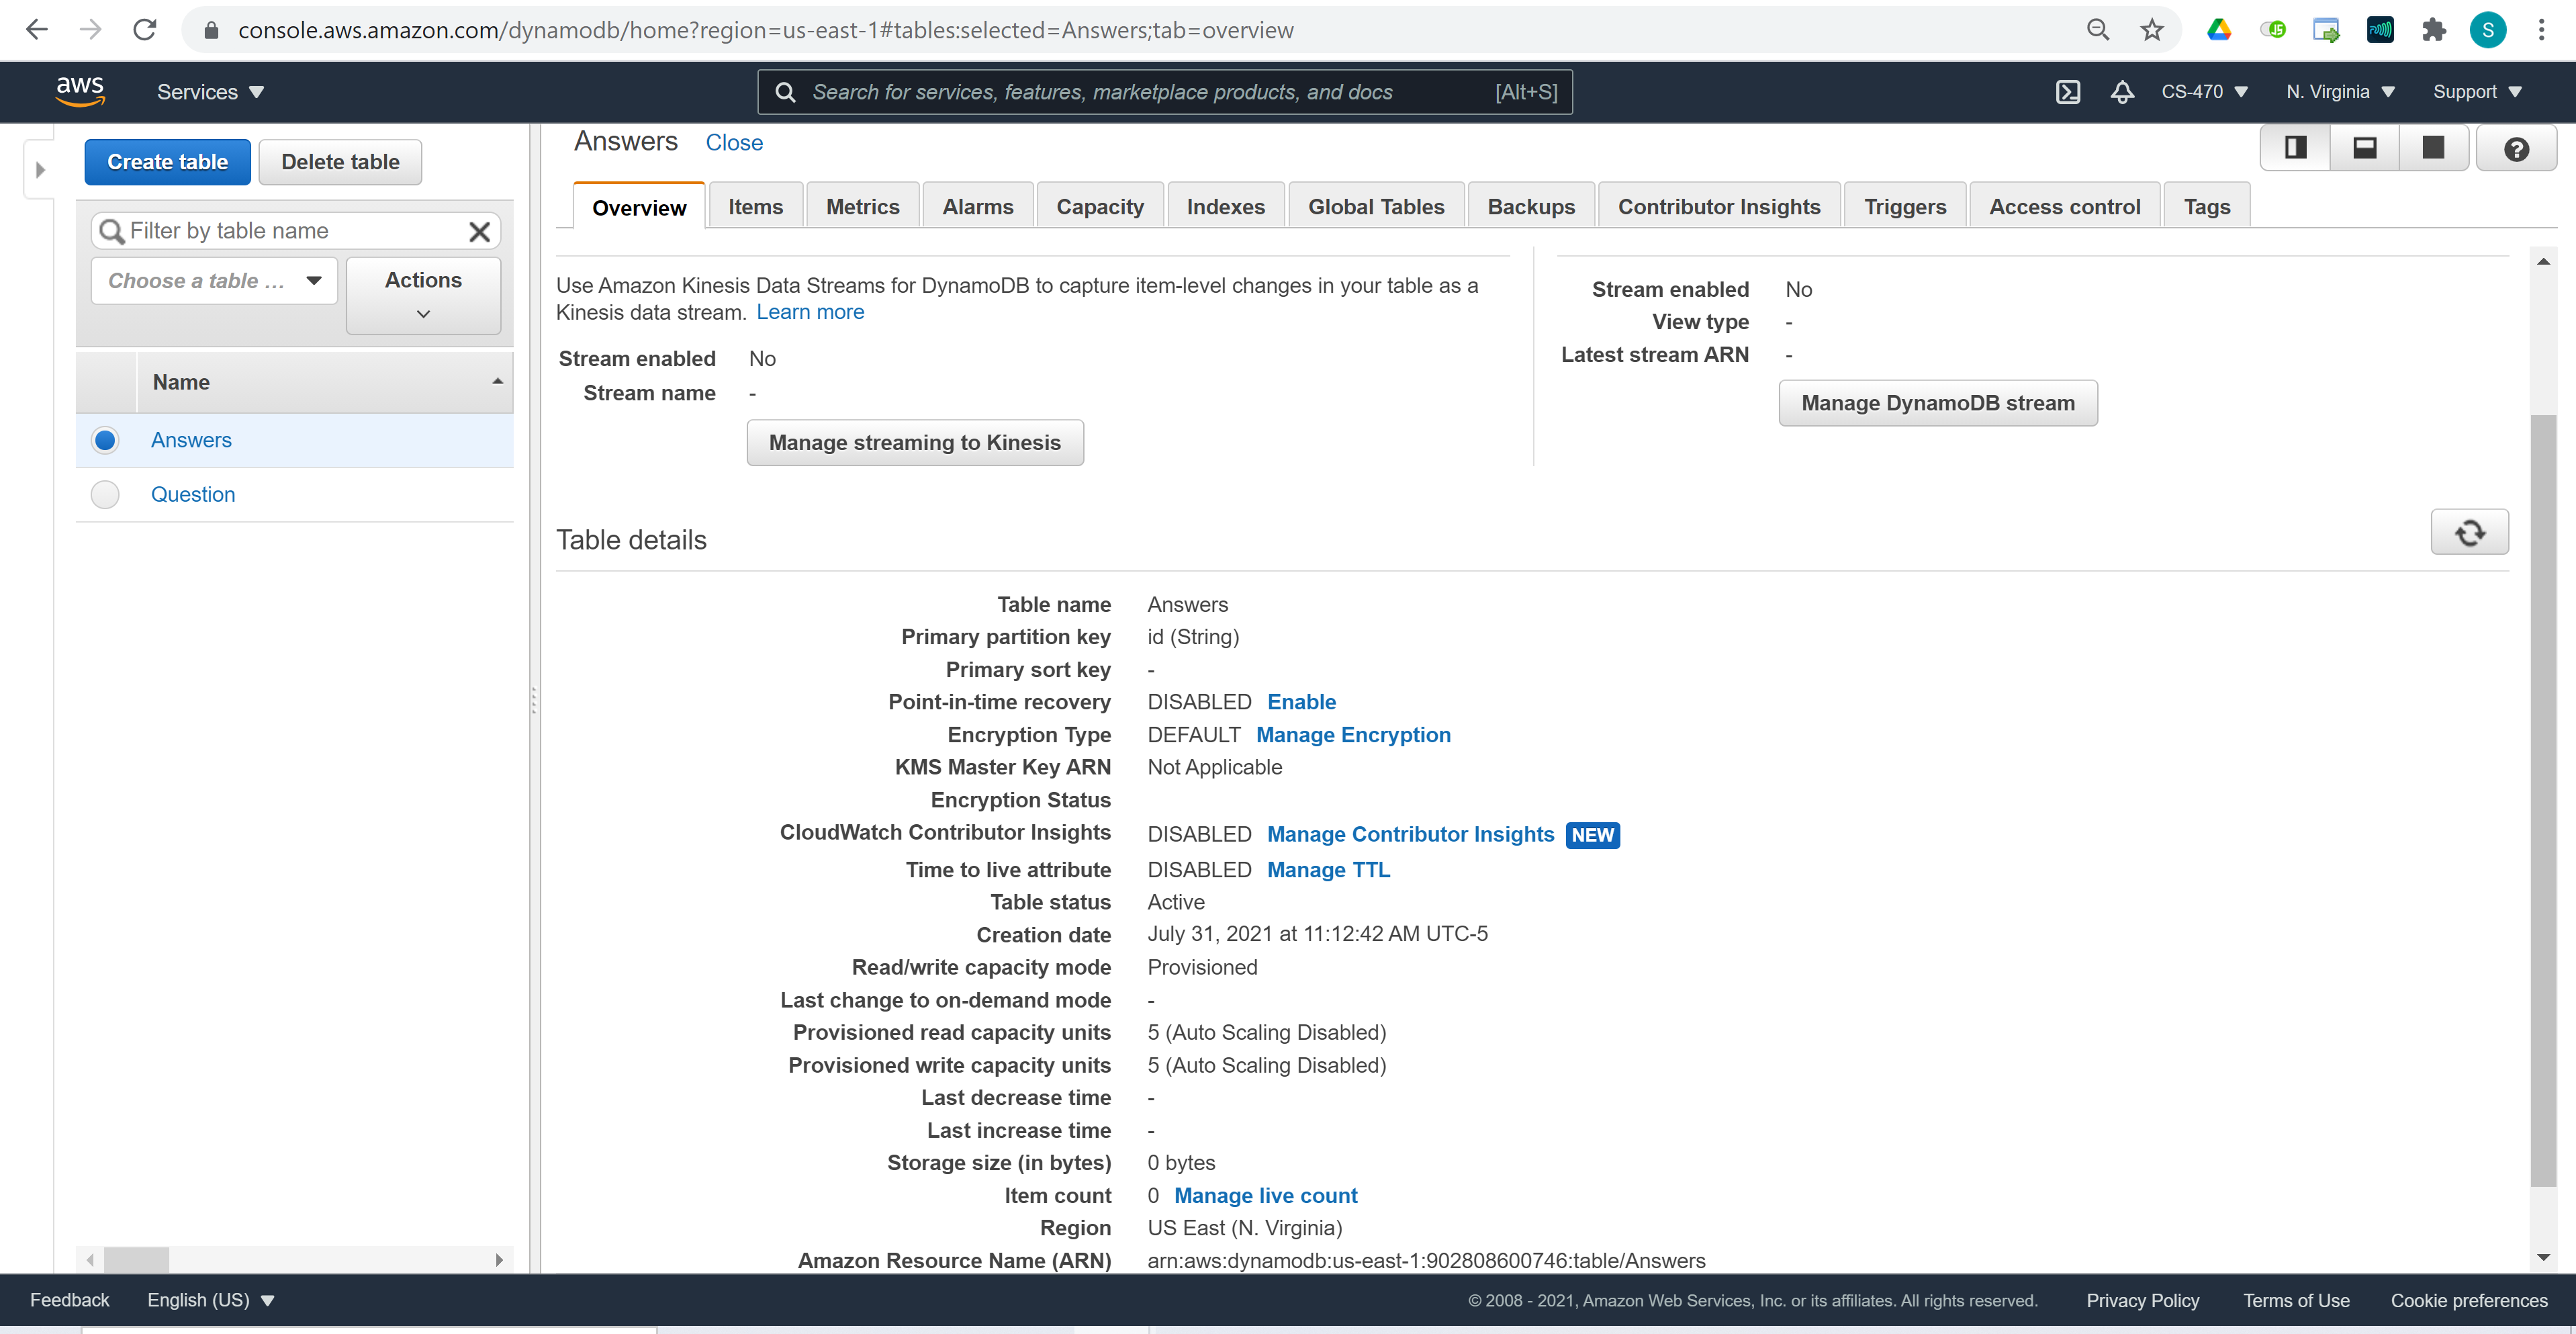 console.aws.amazon.com/dynamodb/home?region=us-east-1#tables:selected=Answers;tab=overview
JS
S
aws
Services
Search for services, features, marketplace products, and docs [Alt+S]
CS-470
N. Virginia
Support
Create table
Delete table
Filter by table name
Choose a table ...
Actions
Name
Answers
Question
Answers Close
Overview Items Metrics Alarms Capacity Indexes Global Tables Backups Contributor Insights Triggers Access control Tags
Use Amazon Kinesis Data Streams for DynamoDB to capture item-level changes in your table as a
Kinesis data stream. Learn more
Stream enabled No
Stream name -
Manage streaming to Kinesis
Stream enabled No
View type -
Latest stream ARN -
Manage DynamoDB stream
Table details
Table name Answers
Primary partition key id (String)
Primary sort key -
Point-in-time recovery DISABLED Enable
Encryption Type DEFAULT Manage Encryption
KMS Master Key ARN Not Applicable
Encryption Status
CloudWatch Contributor Insights DISABLED Manage Contributor Insights NEW
Time to live attribute DISABLED Manage TTL
Table status Active
Creation date July 31, 2021 at 11:12:42 AM UTC-5
Read/write capacity mode Provisioned
Last change to on-demand mode -
Provisioned read capacity units 5 (Auto Scaling Disabled)
Provisioned write capacity units 5 (Auto Scaling Disabled)
Last decrease time -
Last increase time -
Storage size (in bytes) 0 bytes
Item count 0 Manage live count
Region US East (N. Virginia)
Amazon Resource Name (ARN) arn:aws:dynamodb:us-east-1:902808600746:table/Answers
Feedback English (US) © 2008 - 2021, Amazon Web Services, Inc. or its affiliates. All rights reserved. Privacy Policy Terms of Use Cookie preferences